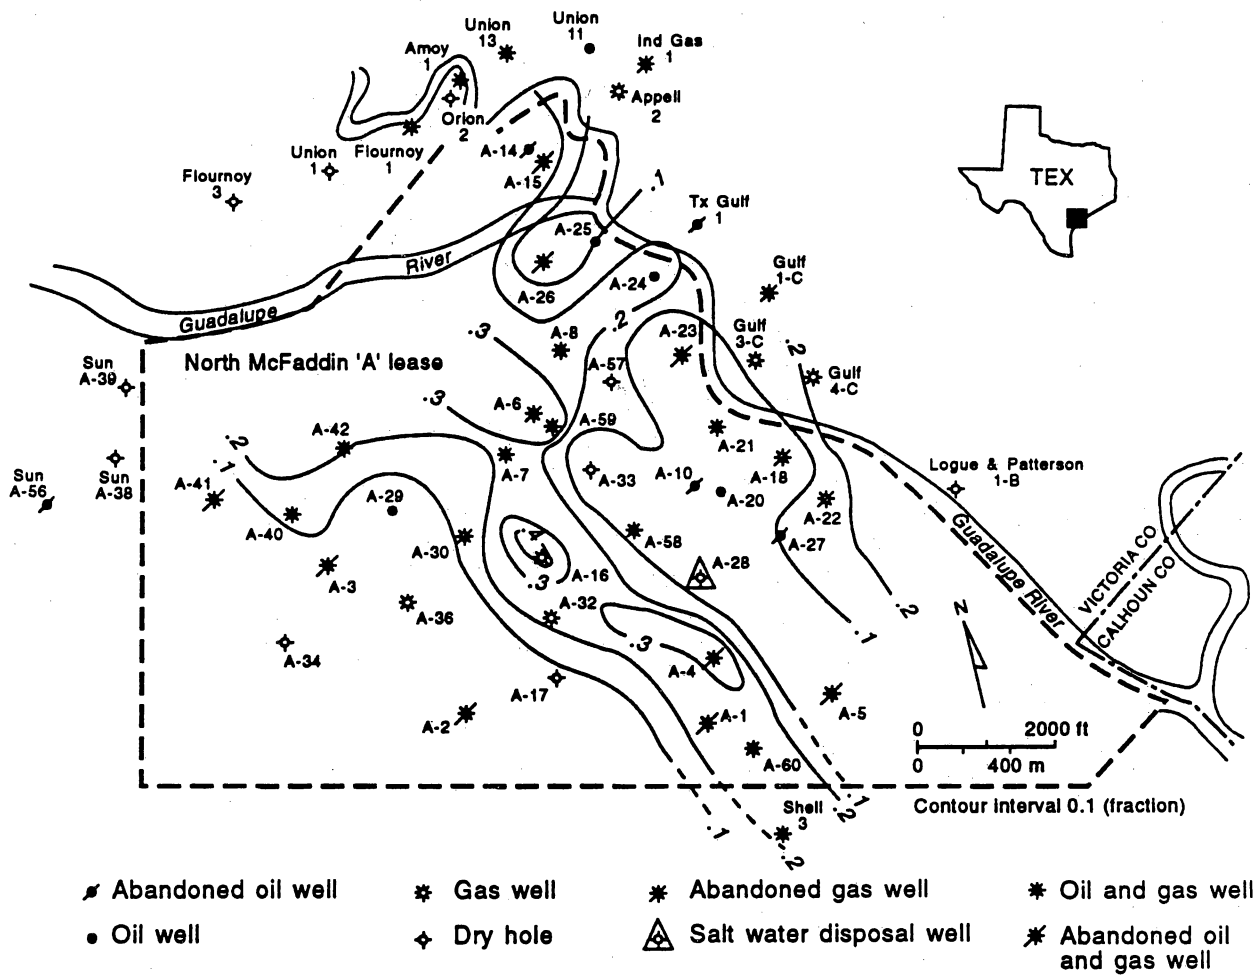 Union
13
Union
11
Ind Gas
1
Amoy
1
Appell
2
Orion
2
Flournoy
1
Union
1
Flournoy
3
A-14
A-15
.1
Tx Gulf
1
TEX
A-25
A-24
A-26
River
Guadalupe
Gulf
1-C
Gulf
3-C
Gulf
4-C
.2
.2
.3
A-8
A-23
A-57
North McFaddin 'A' lease
Sun
A-39
.3
A-6
A-59
A-42
.2
.1
A-7
A-21
A-33
A-10
A-18
A-20
A-22
Logue & Patterson
1-B
Sun
A-56
Sun
A-38
A-41
A-29
A-40
A-30
A-58
A-27
A-28
.4
.3
A-16
A-3
A-32
A-36
A-34
.3
A-4
.1
.2
N
Guadalupe River
VICTORIA CO
CALHOUN CO
A-17
A-2
A-1
A-5
A-60
0 2000 ft
0 400 m
Contour interval 0.1 (fraction)
Shell
3
.1
.2
.1
.2
Abandoned oil well
Gas well
Abandoned gas well
Oil and gas well
Oil well
Dry hole
Salt water disposal well
Abandoned oil
and gas well